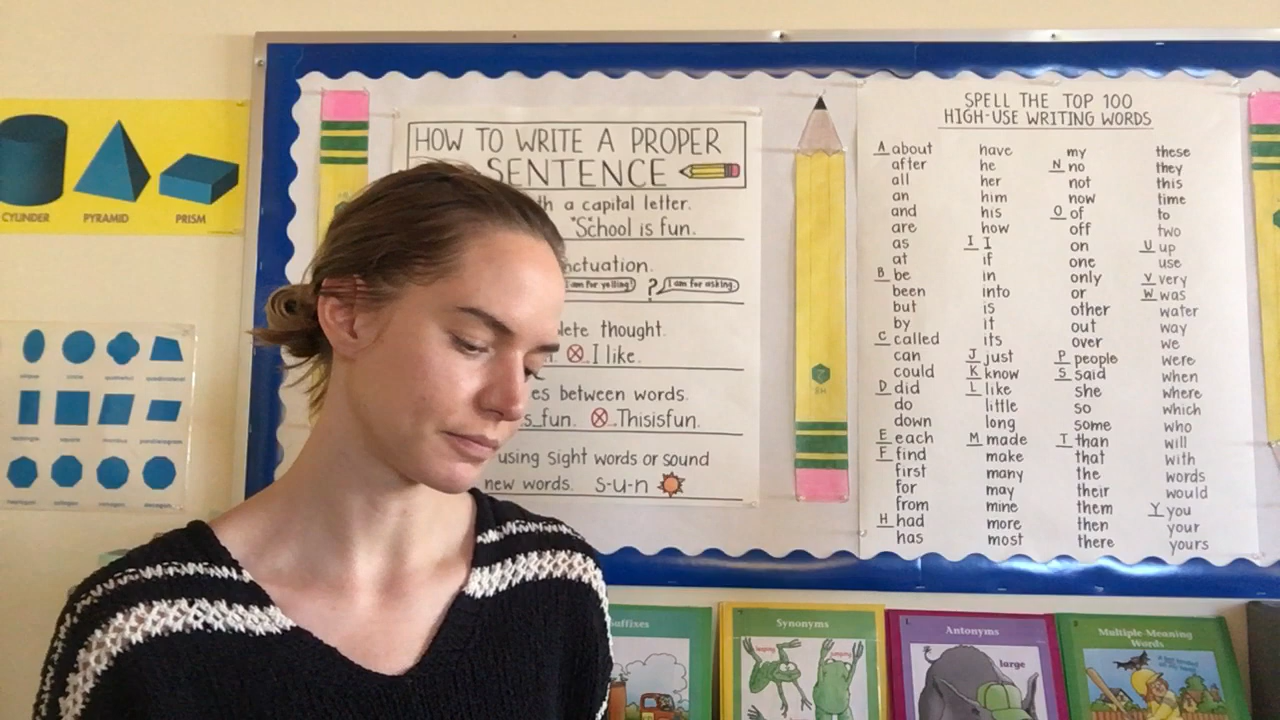 CYLINDER
PYRAMID
PRISM
square
HOW TO WRITE A PROPER
SENTENCE
a capital letter.
"School is fun.
I am for yelling!
? I am for asking.
thought.
I like.
between words.
fun. Thisisfun.
using sight words or sound
new words. s-u-n
SPELL THE TOP 100
HIGH-USE WRITING WORDS
A about
after
all
an
and
are
as
at
B be
been
but
by
C called
can
could
D did
do
down
E each
F find
first
for
from
H had
has
have
he
her
him
his
how
I I
if
in
into
is
it
its
J just
K know
L like
little
long
M made
make
many
may
mine
more
most
my
N no
not
now
O of
off
on
one
only
or
other
out
over
P people
S said
she
so
some
T than
that
the
their
them
then
there
these
they
this
time
to
two
U up
use
V very
W was
water
way
we
were
when
where
which
who
will
with
words
would
Y you
your
yours
Synonyms
leaping
jumping
Antonyms
large
Multiple-Meaning
Words